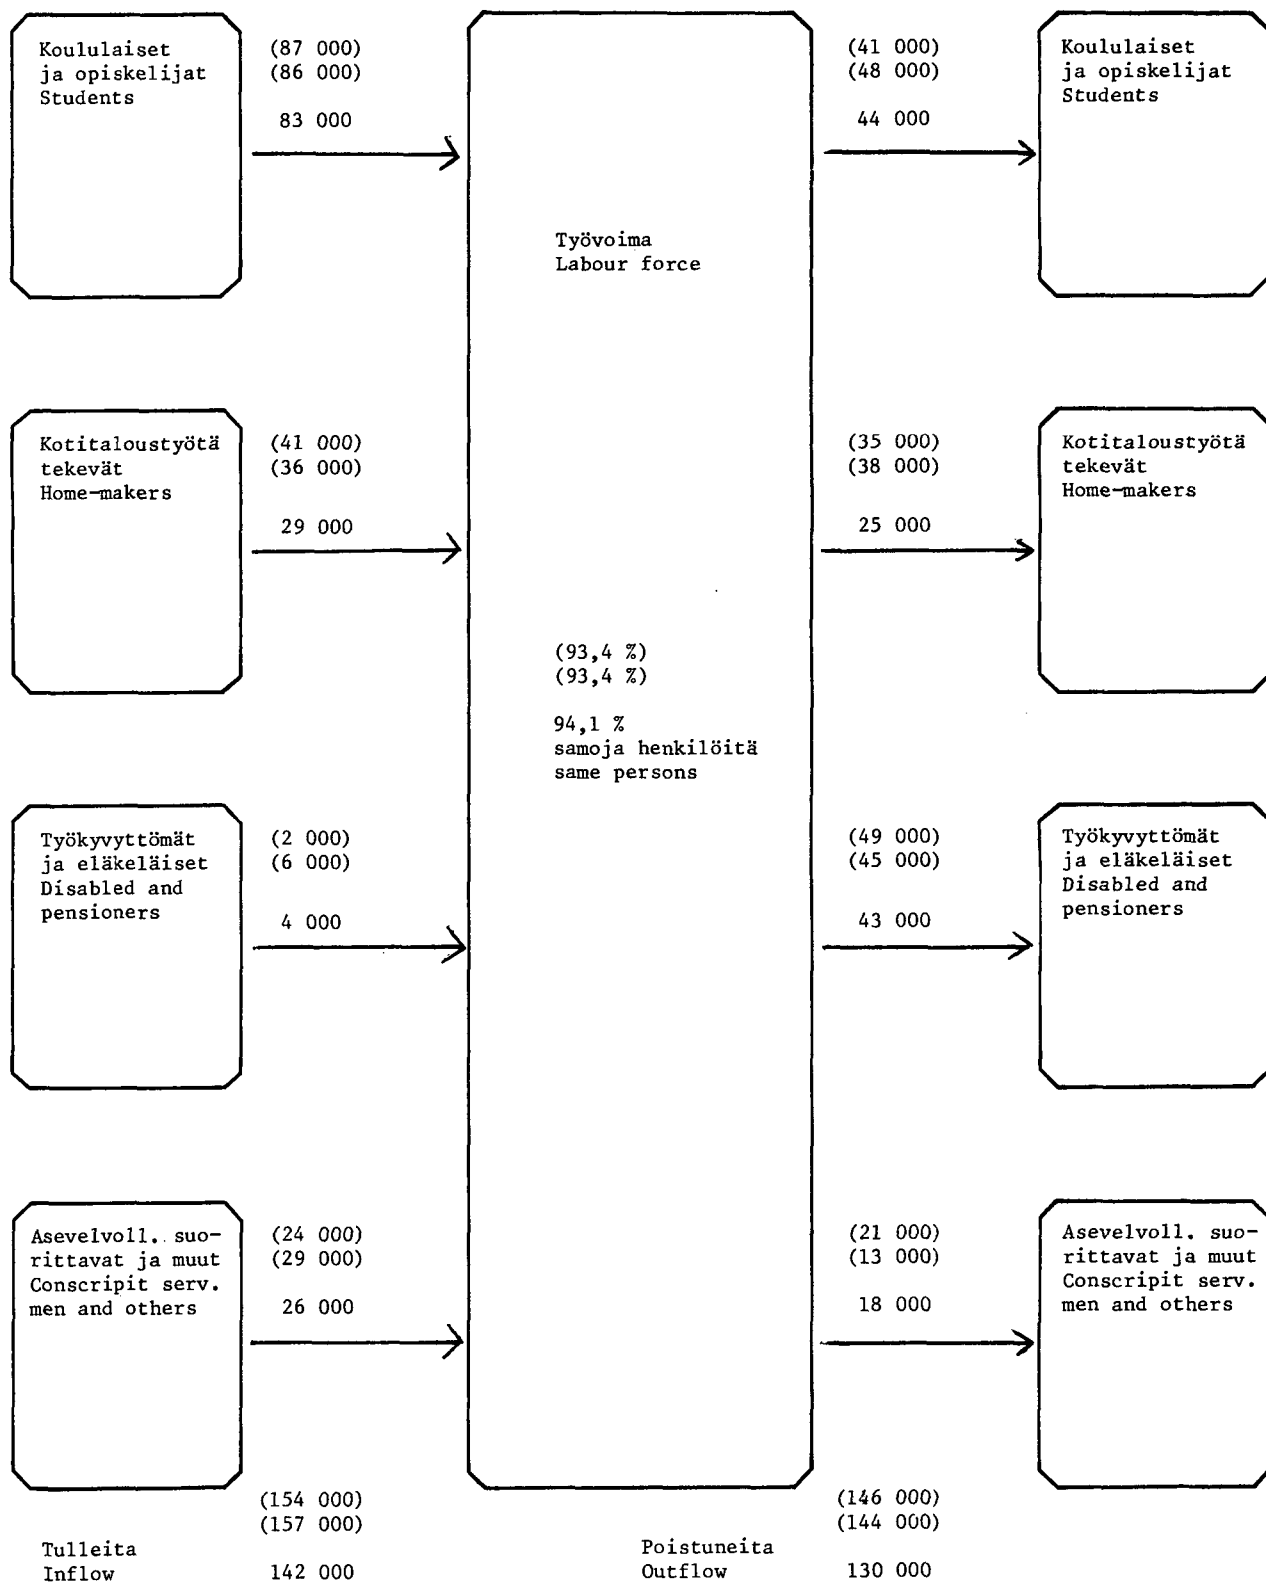 Koululaiset
ja opiskelijat
Students
(87 000)
(86 000)
83 000
(41 000)
(48 000)
44 000
Koululaiset
ja opiskelijat
Students
Työvoima
Labour force
Kotitaloustyötä
tekevät
Home-makers
(41 000)
(36 000)
29 000
(35 000)
(38 000)
25 000
Kotitaloustyötä
tekevät
Home-makers
(93,4 %)
(93,4 %)
94,1 %
samoja henkilöitä
same persons
Työkyvyttömät
ja eläkeläiset
Disabled and
pensioners
(2 000)
(6 000)
4 000
(49 000)
(45 000)
43 000
Työkyvyttömät
ja eläkeläiset
Disabled and
pensioners
Asevelvoll. suo-
rittavat ja muut
Conscripit serv.
men and others
(24 000)
(29 000)
26 000
(21 000)
(13 000)
18 000
Asevelvoll. suo-
rittavat ja muut
Conscripit serv.
men and others
(154 000)
(157 000)
Tulleita
Inflow 142 000
(146 000)
(144 000)
Poistuneita
Outflow 130 000